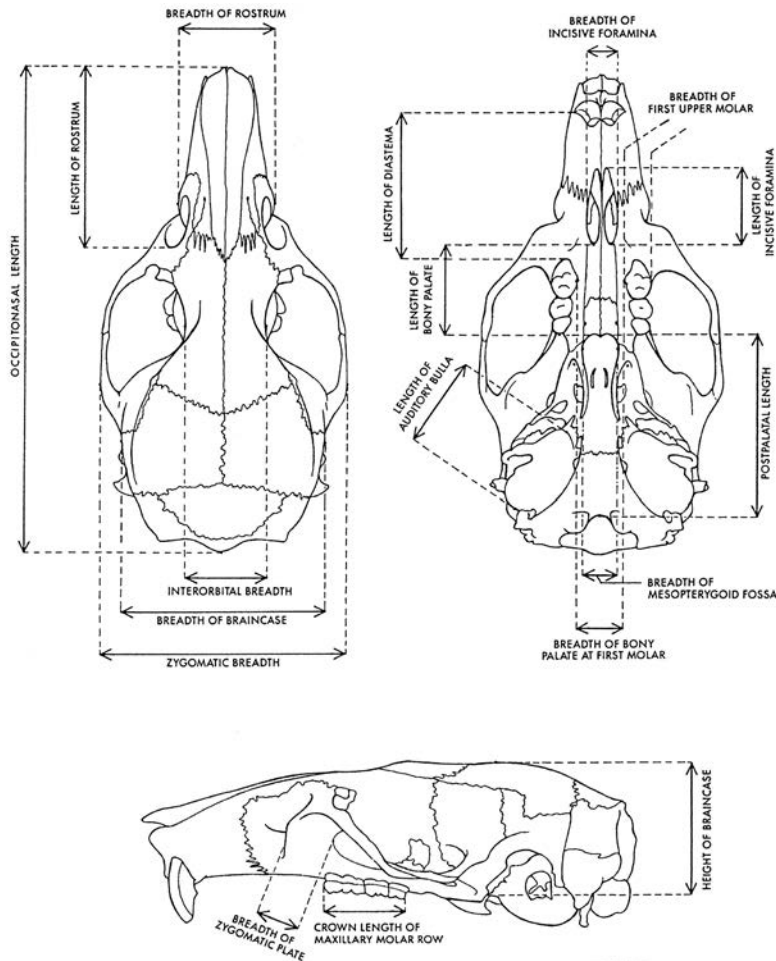 BREADTH OF ROSTRUM
LENGTH OF ROSTRUM
OCCIPITONASAL LENGTH
INTERORBITAL BREADTH
BREADTH OF BRAINCASE
ZYGOMATIC BREADTH
BREADTH OF
INCISIVE FORAMINA
BREADTH OF
FIRST UPPER MOLAR
LENGTH OF DIASTEMA
LENGTH OF
INCISIVE FORAMINA
LENGTH OF
BONY PALATE
LENGTH OF
AUDITORY BULLA
POSTPALATAL LENGTH
BREADTH OF
MESOPTERYGOID FOSSA
BREADTH OF BONY
PALATE AT FIRST MOLAR
HEIGHT OF BRAINCASE
BREADTH OF
ZYGOMATIC PLATE
CROWN LENGTH OF
MAXILLARY MOLAR ROW